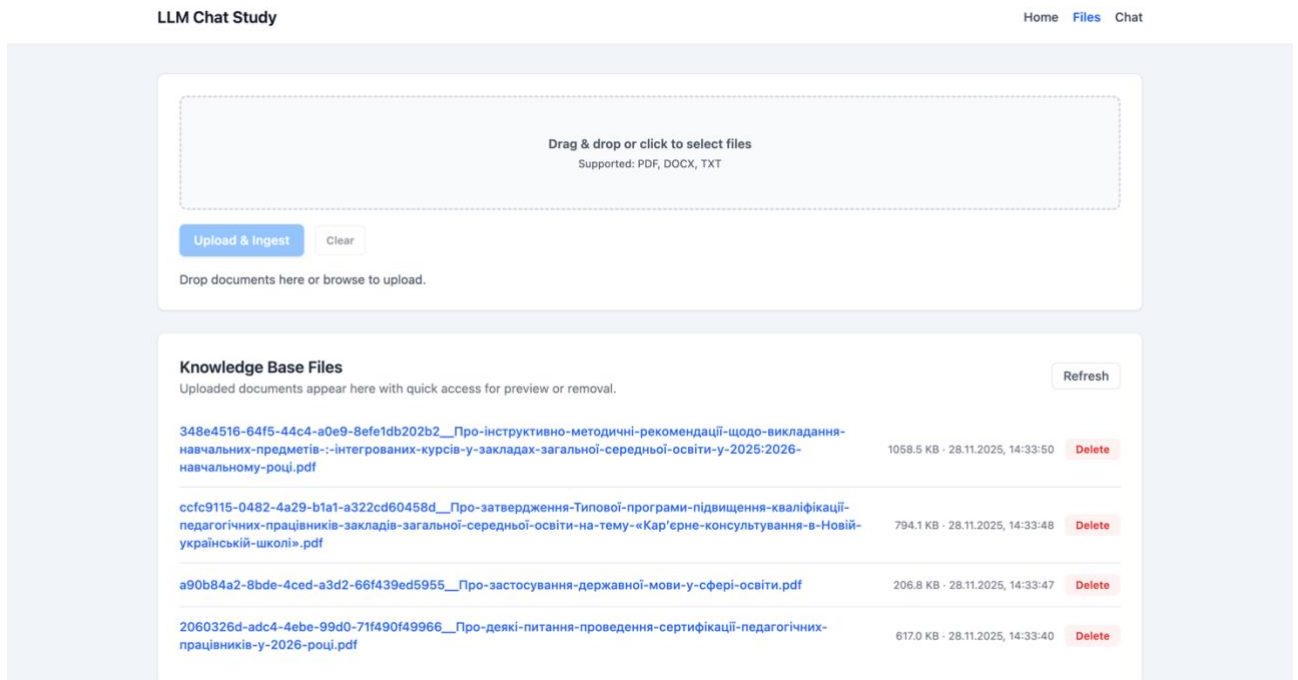 LLM Chat Study
Home Files Chat
Drag & drop or click to select files
Supported: PDF, DOCX, TXT
Upload & Ingest Clear
Drop documents here or browse to upload.
Knowledge Base Files
Uploaded documents appear here with quick access for preview or removal.
Refresh
348e4516-64f5-44c4-a0e9-8efe1db202b2__Про-інструктивно-методичні-рекомендації-щодо-викладання-
навчальних-предметів-:-інтегрованих-курсів-у-закладах-загальної-середньої-освіти-у-2025:2026-
навчальному-році.pdf
1058.5 KB · 28.11.2025, 14:33:50 Delete
ccfc9115-0482-4a29-b1a1-a322cd60458d__Про-затвердження-Типової-програми-підвищення-кваліфікації-
педагогічних-працівників-закладів-загальної-середньої-освіти-на-тему-«Кар'єрне-консультування-в-Новій-
українській-школі».pdf
794.1 KB · 28.11.2025, 14:33:48 Delete
a90b84a2-8bde-4ced-a3d2-66f439ed5955__Про-застосування-державної-мови-у-сфері-освіти.pdf
206.8 KB · 28.11.2025, 14:33:47 Delete
2060326d-adc4-4ebe-99d0-71f490f49966__Про-деякі-питання-проведення-сертифікації-педагогічних-
працівників-у-2026-році.pdf
617.0 KB · 28.11.2025, 14:33:40 Delete